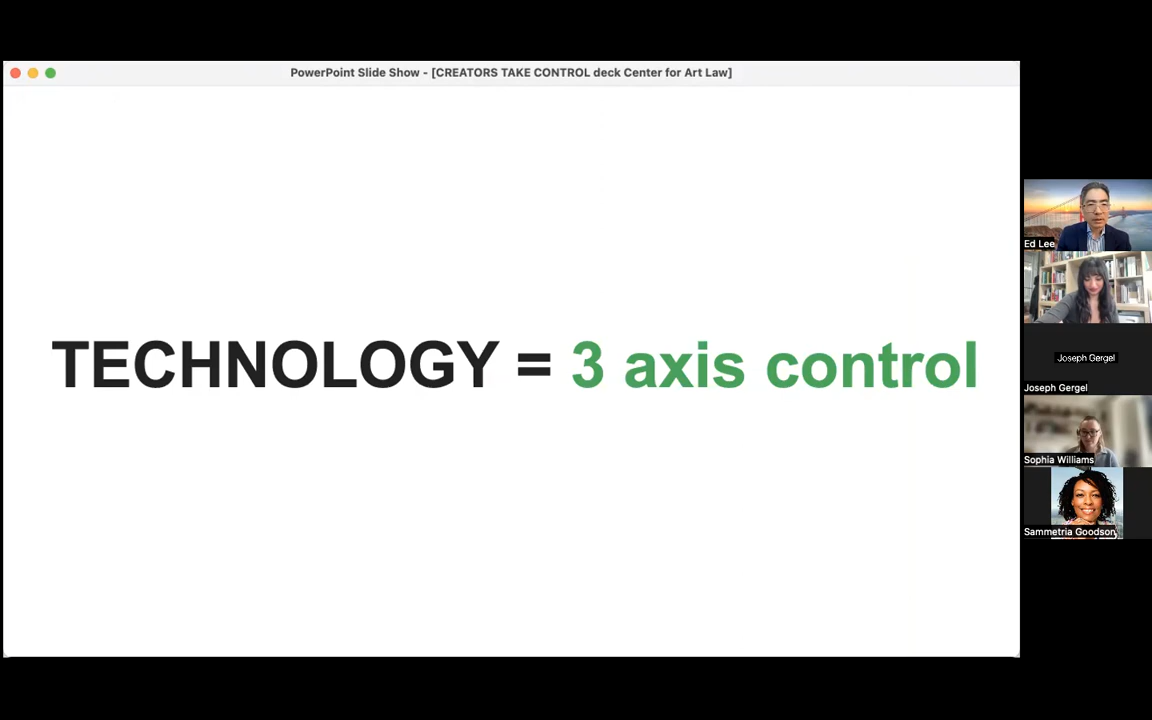 PowerPoint Slide Show - [CREATORS TAKE CONTROL deck Center for Art Law]
TECHNOLOGY = 3 axis control
Ed Lee
Joseph Gergel
Joseph Gergel
Sophia Williams
Sammetria Goodson